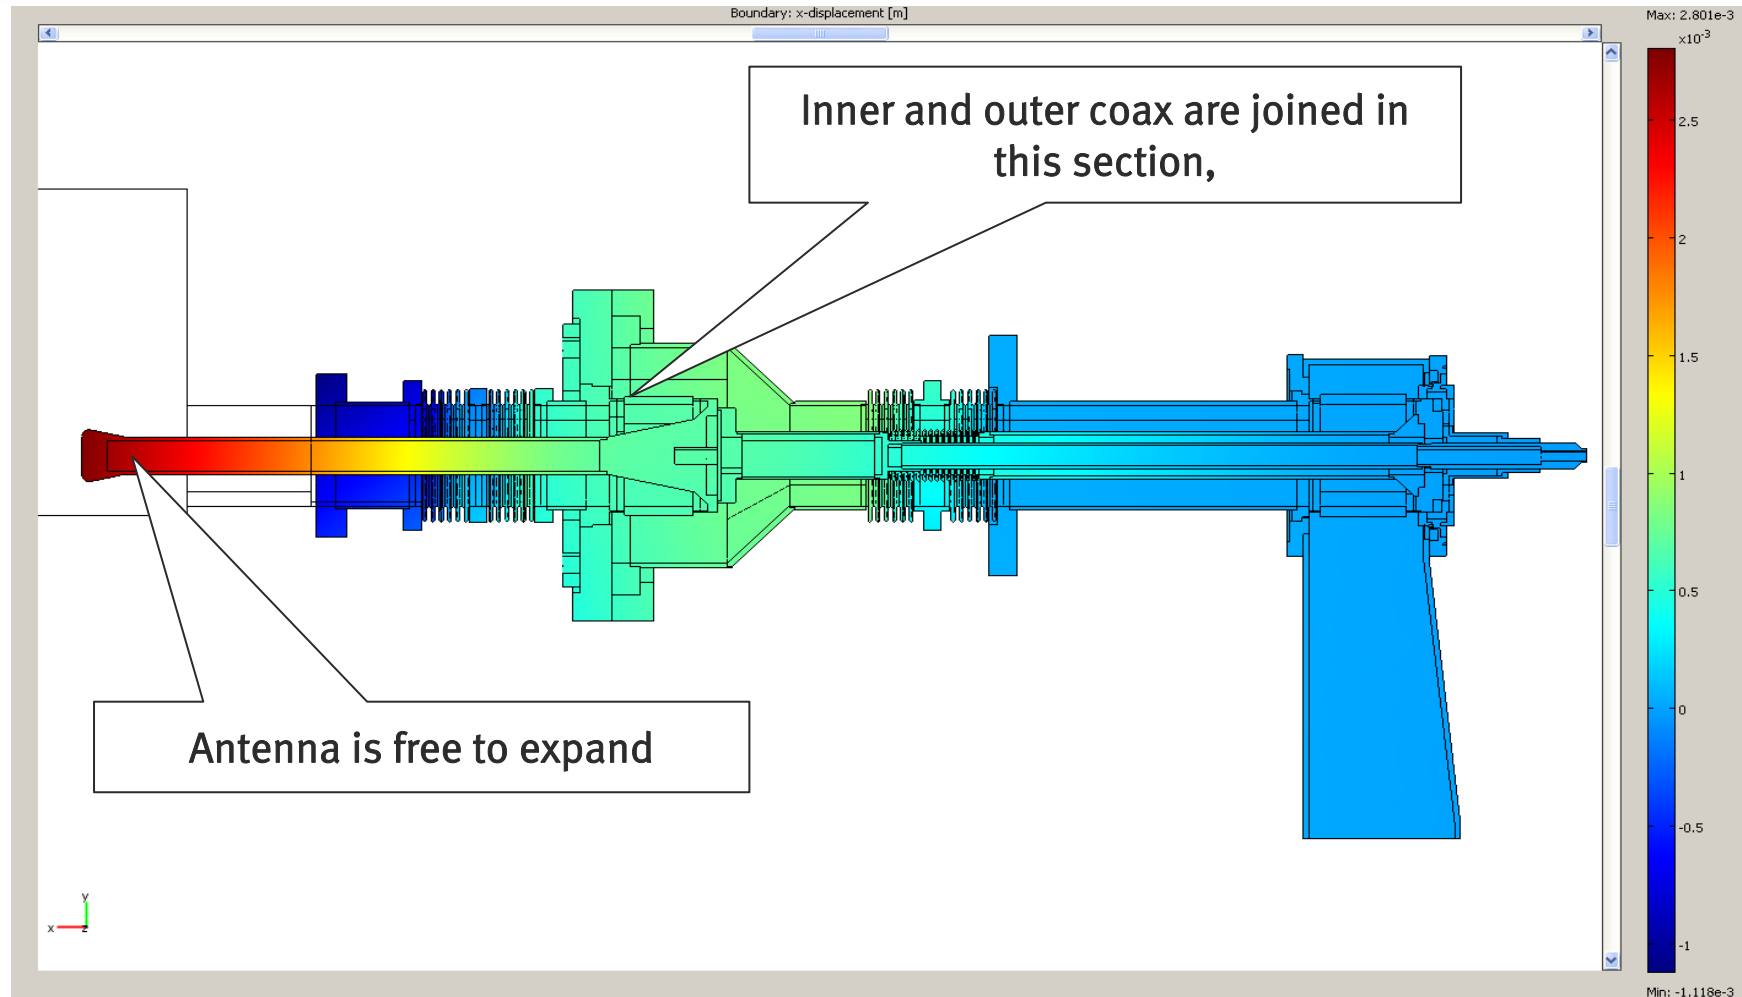 Boundary: x-displacement [m]
Max: 2.801e-3
×10-3
Inner and outer coax are joined in
this section,
2.5
2
1.5
1
0.5
0
-0.5
-1
Antenna is free to expand
y
x
z
Min: -1.118e-3